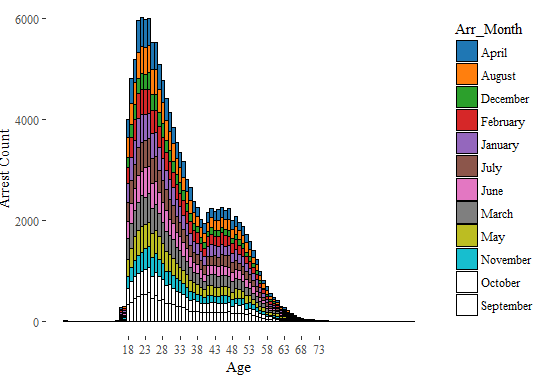 Arrest Count
6000
4000
2000
0
18 23 28 33 38 43 48 53 58 63 68 73
Age
Arr_Month
April
August
December
February
January
July
June
March
May
November
October
September